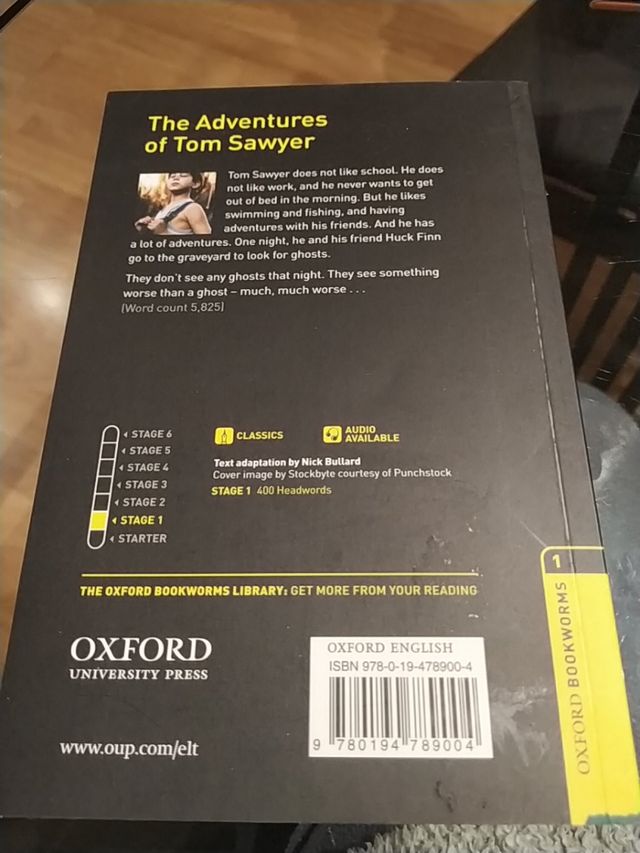 The Adventures
of Tom Sawyer
Tom Sawyer does not like school. He does
not like work, and he never wants to get
out of bed in the morning. But he likes
swimming and fishing, and having
adventures with his friends. And he has
a lot of adventures. One night, he and his friend Huck Finn
go to the graveyard to look for ghosts.
They don't see any ghosts that night. They see something
worse than a ghost – much, much worse . . .
(Word count 5,825)
STAGE 6
STAGE 5
STAGE 4
STAGE 3
STAGE 2
STAGE 1
STARTER
CLASSICS
AUDIO
AVAILABLE
Text adaptation by Nick Bullard
Cover image by Stockbyte courtesy of Punchstock
STAGE 1 400 Headwords
THE OXFORD BOOKWORMS LIBRARY: GET MORE FROM YOUR READING
OXFORD
UNIVERSITY PRESS
www.oup.com/elt
OXFORD ENGLISH
ISBN 978-0-19-478900-4
9 780194 789004
1
OXFORD BOOKWORMS